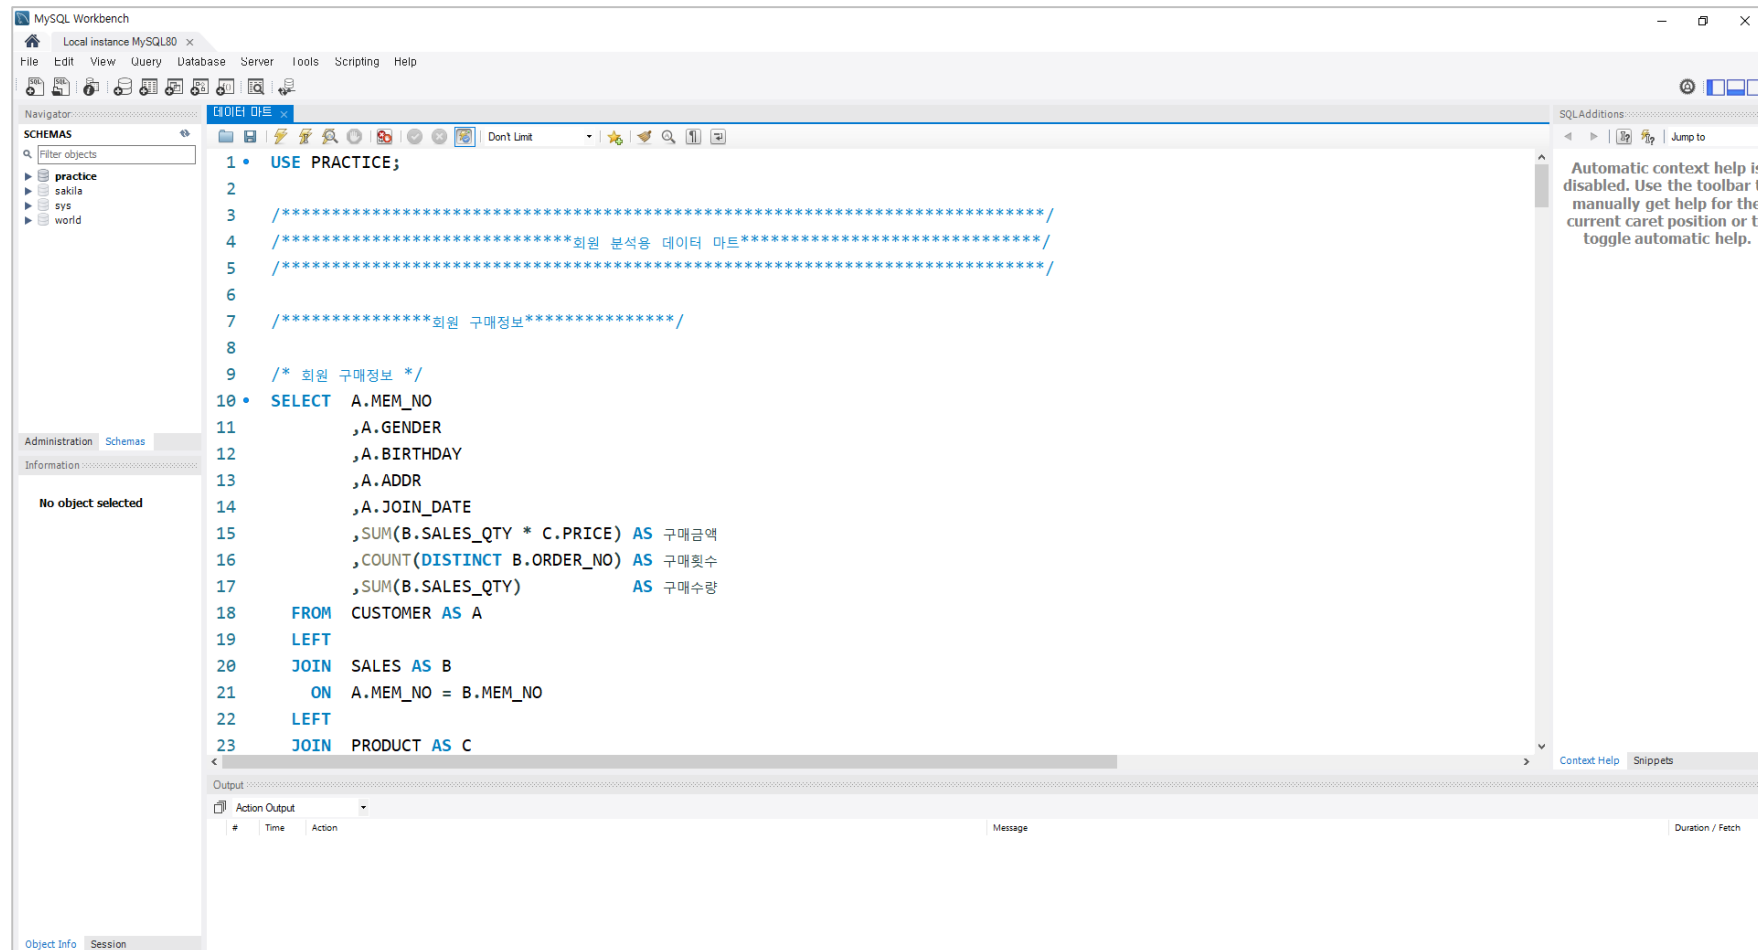 MySQL Workbench
Local instance MySQL80
File Edit View Query Database Server Tools Scripting Help
Navigator
SCHEMAS
Filter objects
practice
sakila
sys
world
Administration Schemas
Information
No object selected
Object Info Session
데이터 마트
Don't Limit
1 USE PRACTICE;
2
3 /****************************************************************************/
4 /*****************************회원 분석용 데이터 마트******************************/
5 /****************************************************************************/
6
7 /***************회원 구매정보***************/
8
9 /* 회원 구매정보 */
10 SELECT A.MEM_NO
11 ,A.GENDER
12 ,A.BIRTHDAY
13 ,A.ADDR
14 ,A.JOIN_DATE
15 ,SUM(B.SALES_QTY * C.PRICE) AS 구매금액
16 ,COUNT(DISTINCT B.ORDER_NO) AS 구매횟수
17 ,SUM(B.SALES_QTY) AS 구매수량
18 FROM CUSTOMER AS A
19 LEFT
20 JOIN SALES AS B
21 ON A.MEM_NO = B.MEM_NO
22 LEFT
23 JOIN PRODUCT AS C
Output
Action Output
# Time Action Message Duration / Fetch
SQLAdditions
Jump to
Automatic context help is
disabled. Use the toolbar
manually get help for the
current caret position or
toggle automatic help.
Context Help Snippets